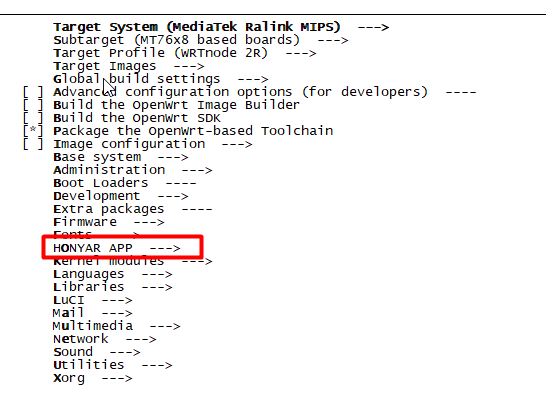 Target System (MediaTek Ralink MIPS)  --->
Subtarget (MT76x8 based boards)  --->
Target Profile (WRTnode 2R)  --->
Target Images  --->
Global build settings  --->
[ ] Advanced configuration options (for developers)  ----
[ ] Build the OpenWrt Image Builder
[ ] Build the OpenWrt SDK
[*] Package the OpenWrt-based Toolchain
[ ] Image configuration  --->
Base system  --->
Administration  --->
Boot Loaders  ----
Development  --->
Extra packages  ----
Firmware  --->
Fonts  --->
HONYAR APP  --->
Kernel modules  --->
Languages  --->
Libraries  --->
LuCI  --->
Mail  --->
Multimedia  --->
Network  --->
Sound  --->
Utilities  --->
Xorg  --->